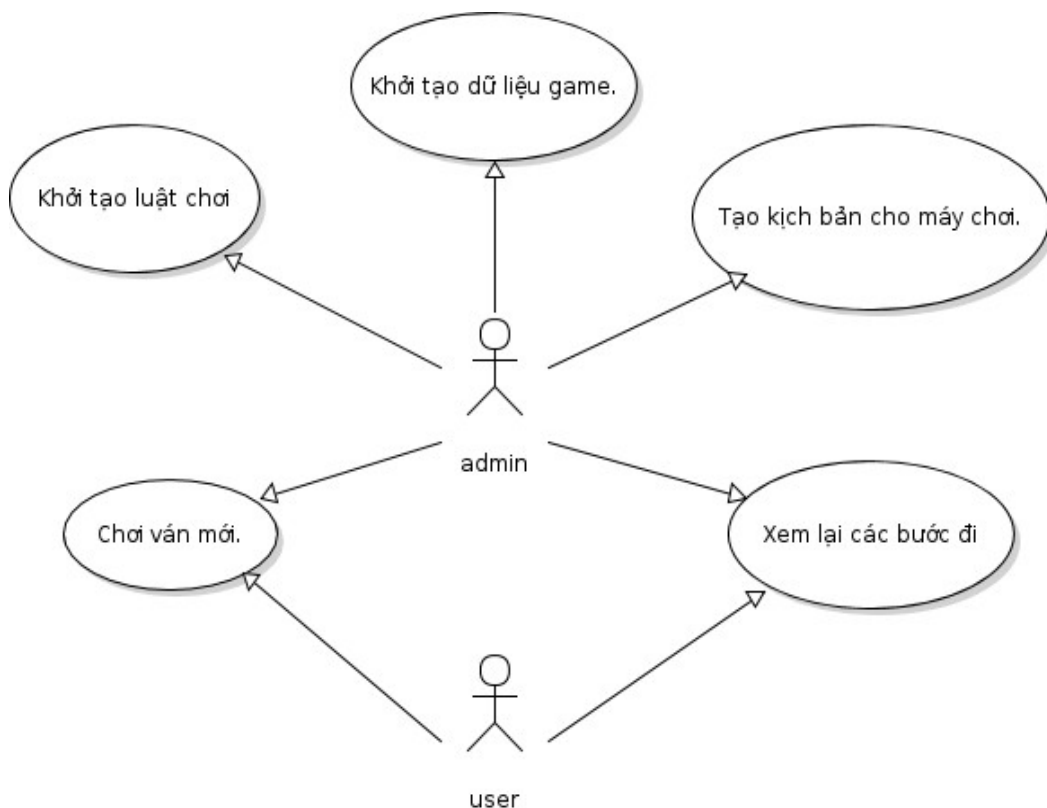 Khởi tạo dữ liệu game.
Khởi tạo luật chơi
Tạo kịch bản cho máy chơi.
admin
Chơi ván mới.
Xem lại các bước đi
user